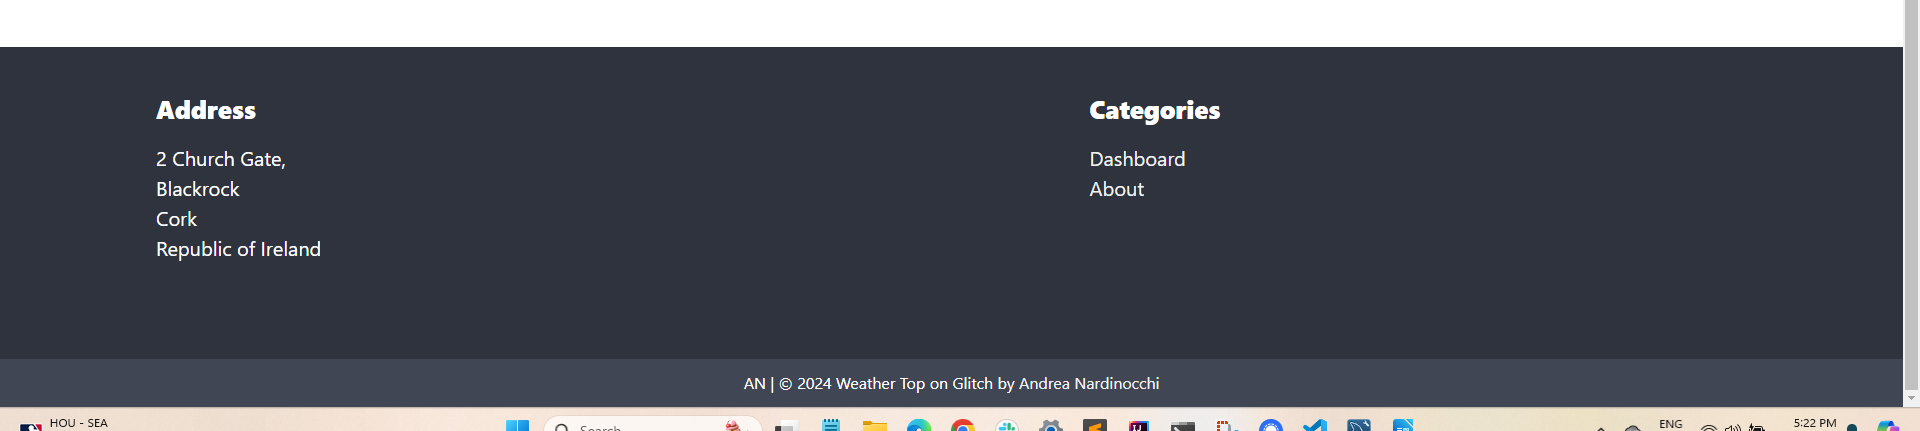 Address
2 Church Gate,
Blackrock
Cork
Republic of Ireland
Categories
Dashboard
About
AN | © 2024 Weather Top on Glitch by Andrea Nardinocchi
HOU - SEA
Search
ENG
5:22 PM